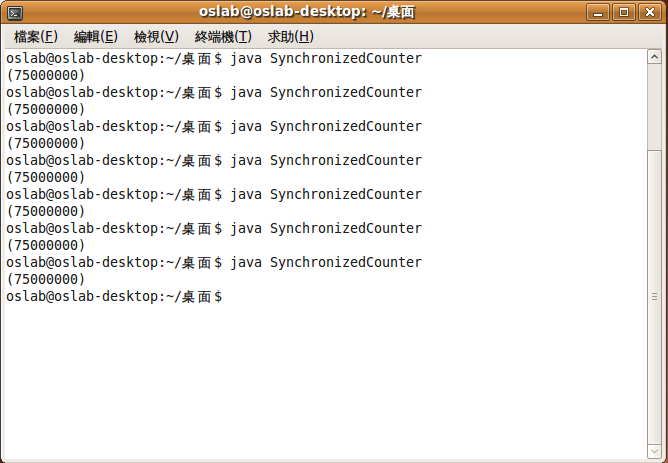 oslab@oslab-desktop: ~/桌面
檔案(F) 編輯(E) 檢視(V) 終端機(T) 求助(H)
oslab@oslab-desktop:~/桌面$ java SynchronizedCounter
(75000000)
oslab@oslab-desktop:~/桌面$ java SynchronizedCounter
(75000000)
oslab@oslab-desktop:~/桌面$ java SynchronizedCounter
(75000000)
oslab@oslab-desktop:~/桌面$ java SynchronizedCounter
(75000000)
oslab@oslab-desktop:~/桌面$ java SynchronizedCounter
(75000000)
oslab@oslab-desktop:~/桌面$ java SynchronizedCounter
(75000000)
oslab@oslab-desktop:~/桌面$ java SynchronizedCounter
(75000000)
oslab@oslab-desktop:~/桌面$